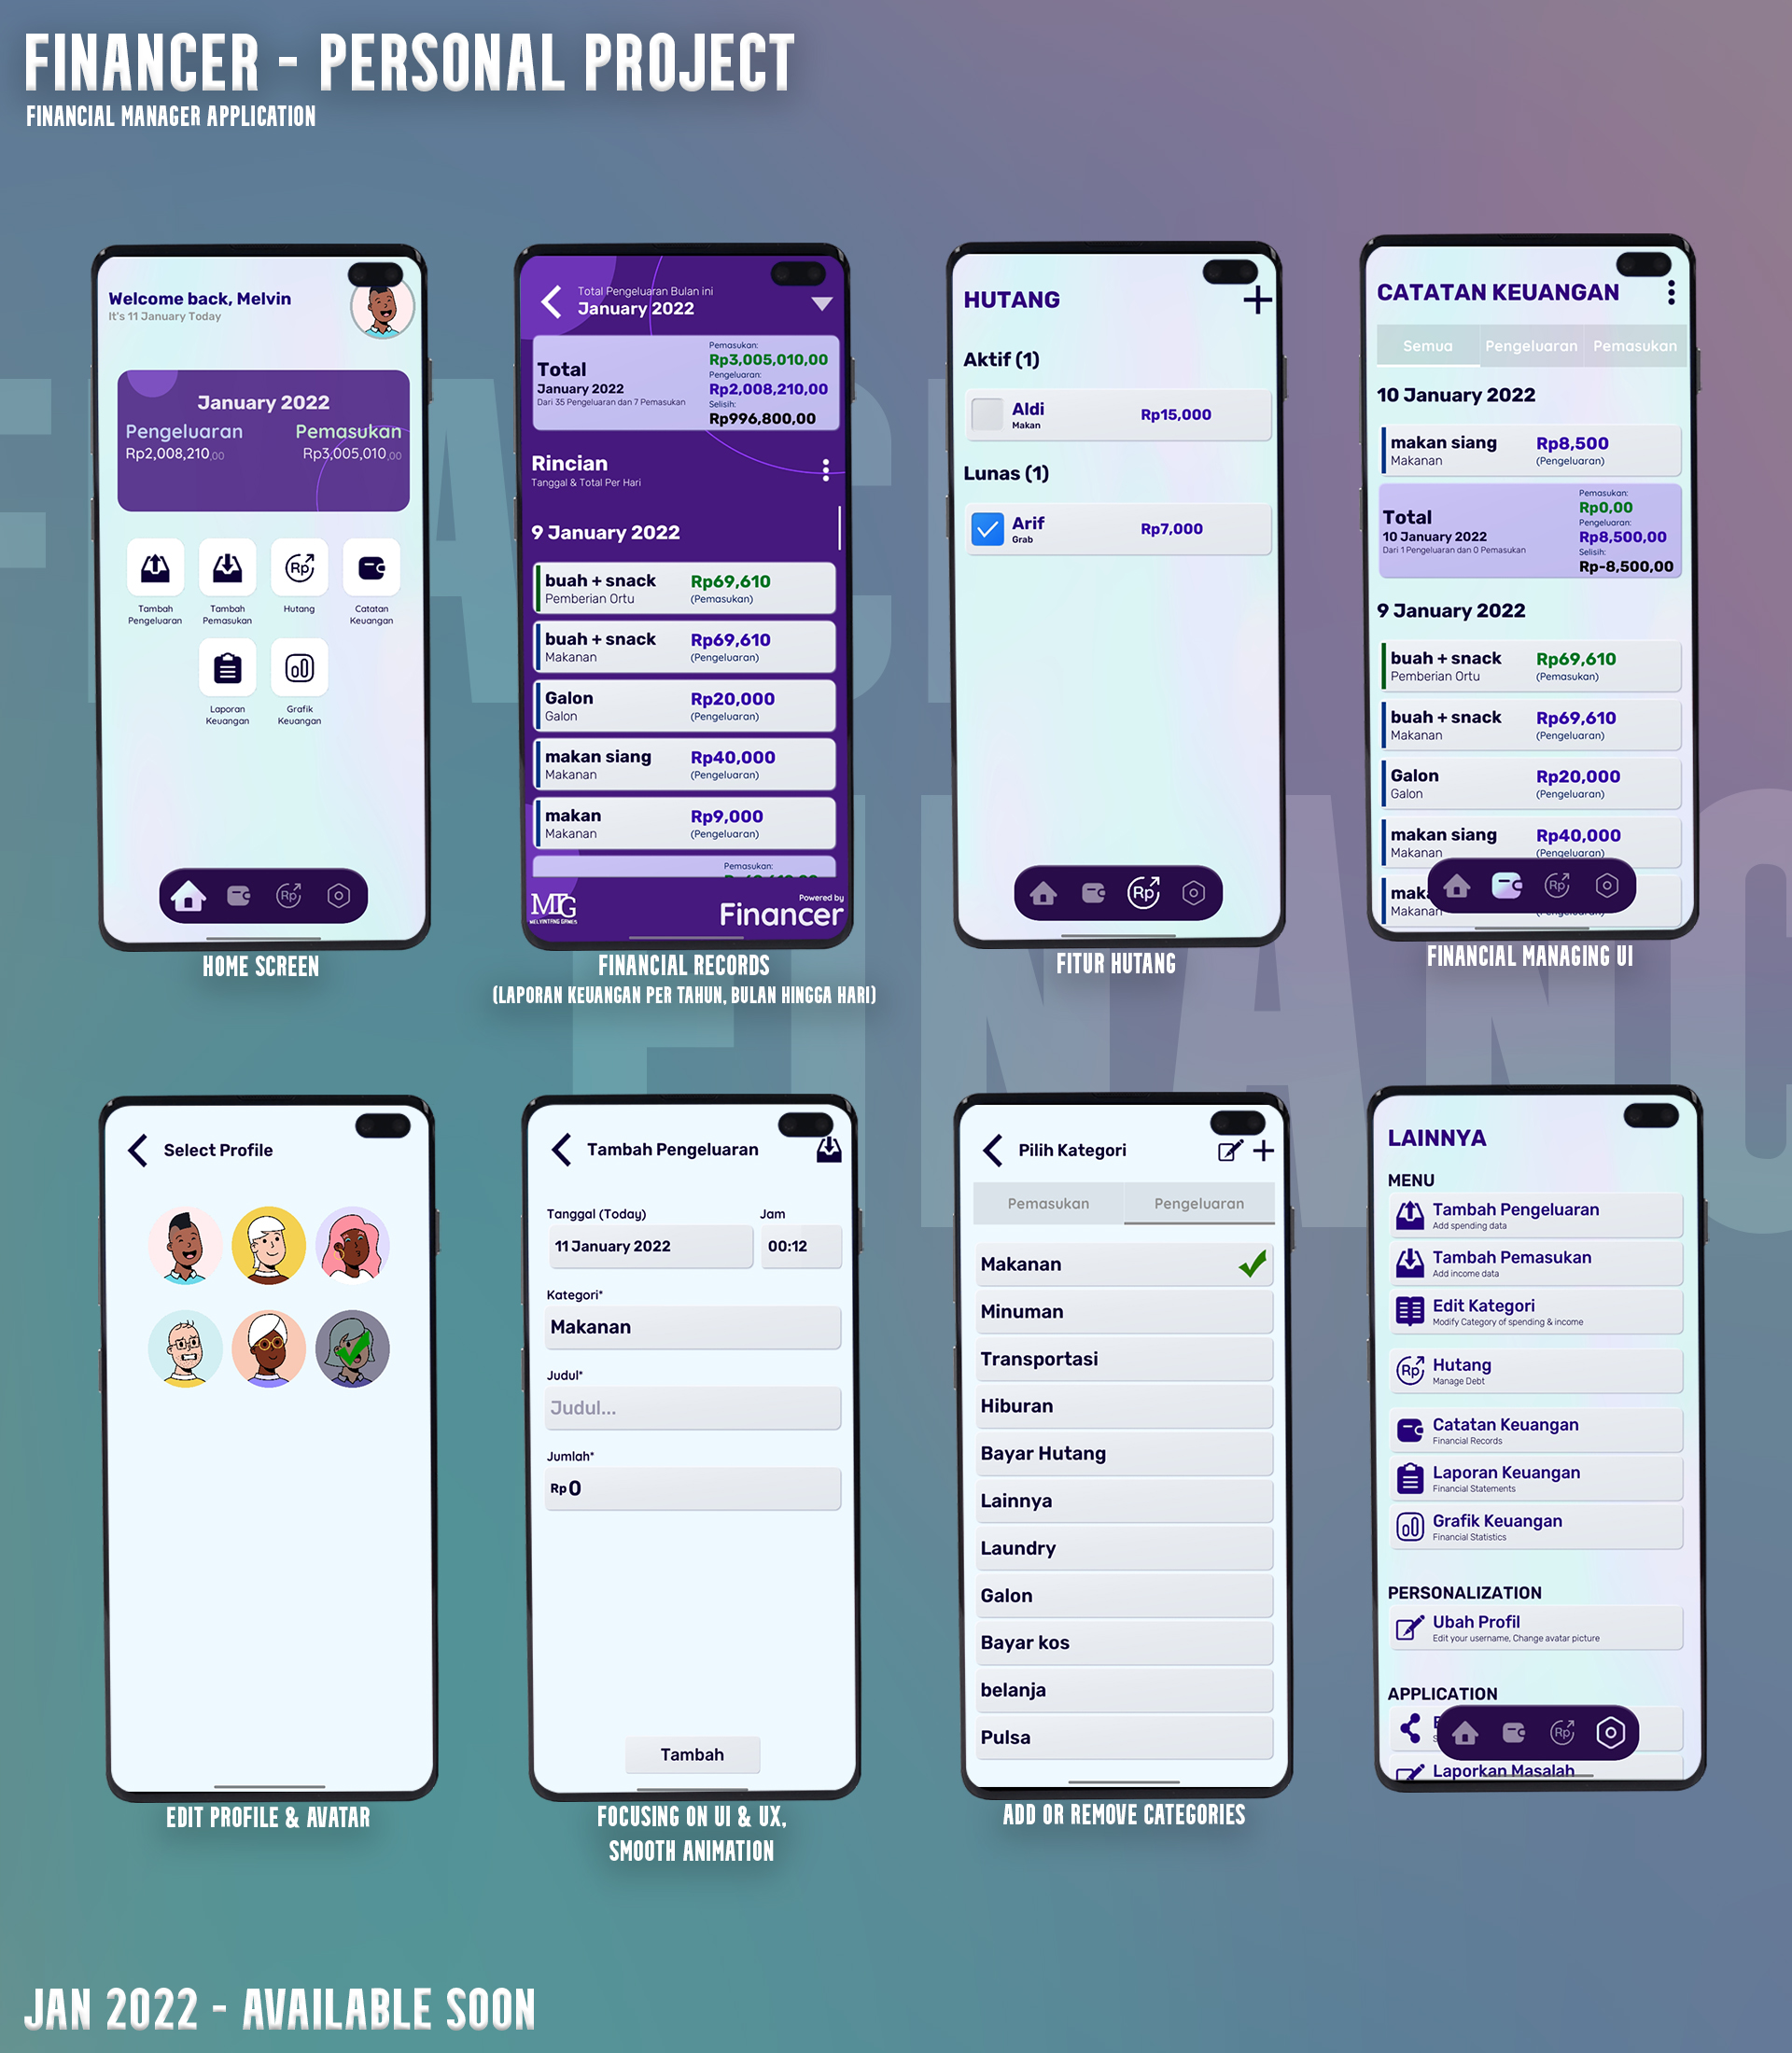 FINANCER - PERSONAL PROJECT
FINANCIAL MANAGER APPLICATION
FINANCER
FINANC
Welcome back, Melvin
It's 11 January Today
January 2022
Pengeluaran
Pemasukan
Rp2,008,210,00
Rp3,005,010,00
Tambah
Pengeluaran
Tambah
Pemasukan
Rp
Hutang
Catatan
Keuangan
Laporan
Keuangan
Grafik
Keuangan
Rp
HOME SCREEN
Total Pengeluaran Bulan ini
January 2022
Total
January 2022
Dari 35 Pengeluaran dan 7 Pemasukan
Pemasukan:
Rp3,005,010,00
Pengeluaran:
Rp2,008,210,00
Selisih:
Rp996,800,00
Rincian
Tanggal & Total Per Hari
9 January 2022
buah + snack
Pemberian Ortu
Rp69,610
(Pemasukan)
buah + snack
Makanan
Rp69,610
(Pengeluaran)
Galon
Galon
Rp20,000
(Pengeluaran)
makan siang
Makanan
Rp40,000
(Pengeluaran)
makan
Makanan
Rp9,000
(Pengeluaran)
Pemasukan:
MTG
MELVINTANG GAMES
Powered by
Financer
FINANCIAL RECORDS
(LAPORAN KEUANGAN PER TAHUN, BULAN HINGGA HARI)
HUTANG
Aktif (1)
Aldi
Makan
Rp15,000
Lunas (1)
Arif
Grab
Rp7,000
Rp
FITUR HUTANG
CATATAN KEUANGAN
Semua
Pengeluaran
Pemasukan
10 January 2022
makan siang
Makanan
Rp8,500
(Pengeluaran)
Total
10 January 2022
Dari 1 Pengeluaran dan 0 Pemasukan
Pemasukan:
Rp0,00
Pengeluaran:
Rp8,500,00
Selisih:
Rp-8,500,00
9 January 2022
buah + snack
Pemberian Ortu
Rp69,610
(Pemasukan)
buah + snack
Makanan
Rp69,610
(Pengeluaran)
Galon
Galon
Rp20,000
(Pengeluaran)
makan siang
Makanan
Rp40,000
(Pengeluaran)
mak
Makanan
Rp
FINANCIAL MANAGING UI
Select Profile
EDIT PROFILE & AVATAR
Tambah Pengeluaran
Tanggal (Today)
Jam
11 January 2022
00:12
Kategori*
Makanan
Judul*
Judul...
Jumlah*
Rp 0
Tambah
FOCUSING ON UI & UX,
SMOOTH ANIMATION
Pilih Kategori
Pemasukan
Pengeluaran
Makanan
Minuman
Transportasi
Hiburan
Bayar Hutang
Lainnya
Laundry
Galon
Bayar kos
belanja
Pulsa
ADD OR REMOVE CATEGORIES
LAINNYA
MENU
Tambah Pengeluaran
Add spending data
Tambah Pemasukan
Add income data
Edit Kategori
Modify Category of spending & income
Rp
Hutang
Manage Debt
Catatan Keuangan
Financial Records
Laporan Keuangan
Financial Statements
Grafik Keuangan
Financial Statistics
PERSONALIZATION
Ubah Profil
Edit your username, Change avatar picture
APPLICATION
Rp
Laporkan Masalah
JAN 2022 - AVAILABLE SOON